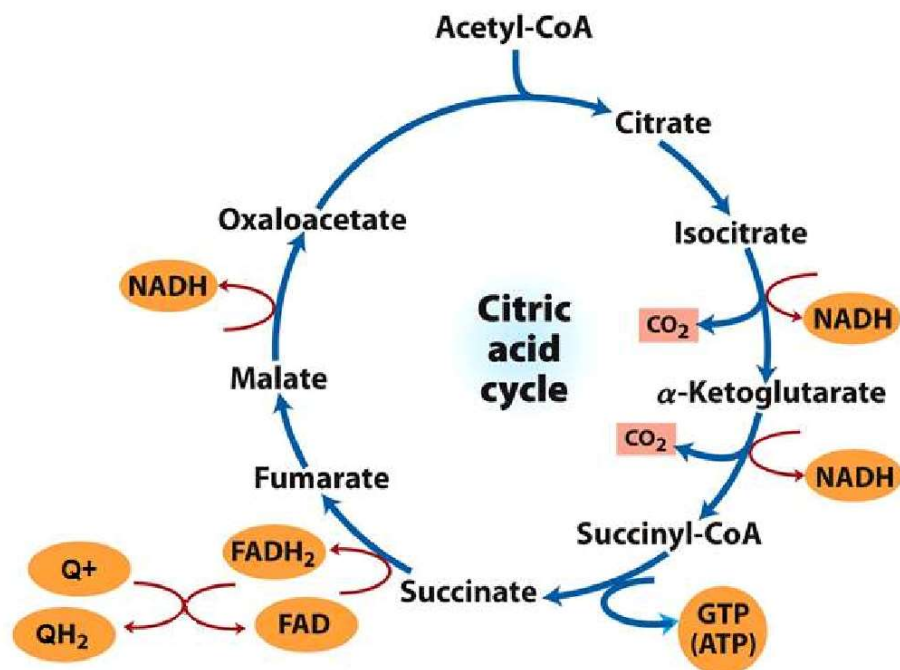 Acetyl-CoA
Citrate
Isocitrate
NADH
CO₂
α-Ketoglutarate
CO₂
NADH
Succinyl-CoA
GTP
(ATP)
Succinate
FADH₂
FAD
Q+
QH₂
Fumarate
Malate
NADH
Oxaloacetate
Citric
acid
cycle